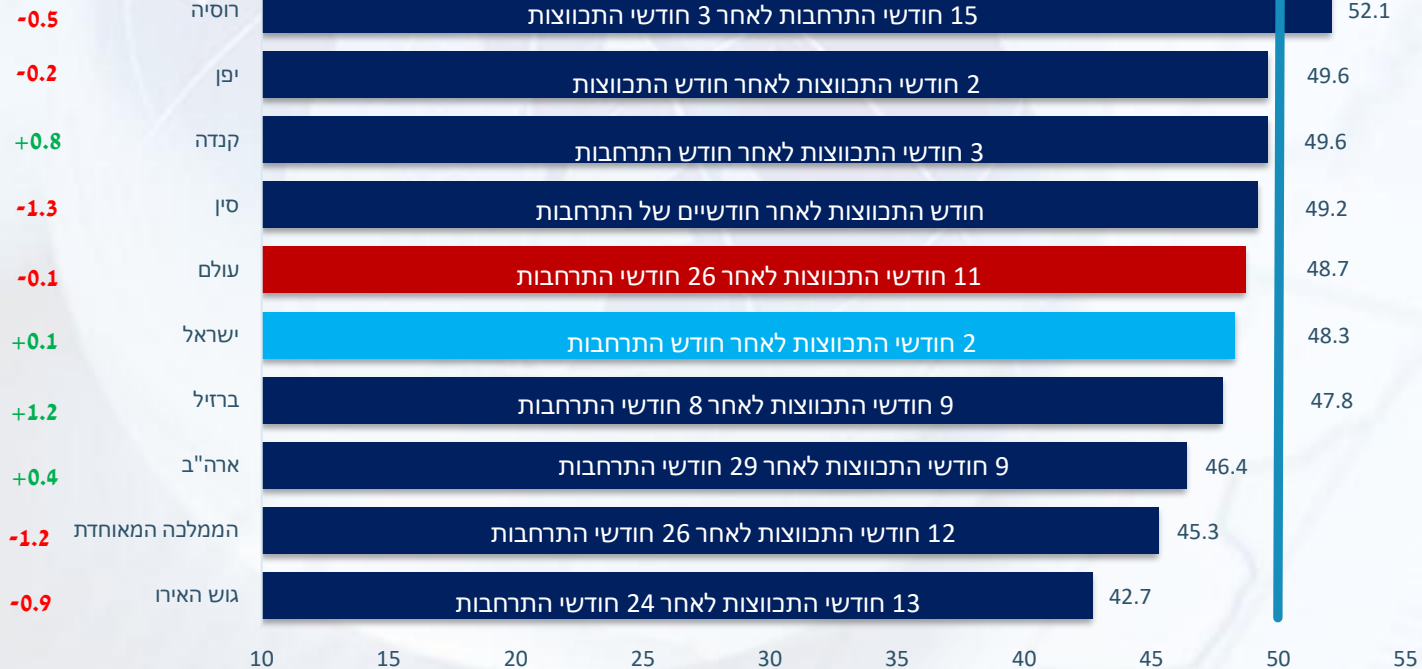 -0.5 רוסיה 15 חודשי התרחבות לאחר 3 חודשי התכווצות 52.1
-0.2 יפן 2 חודשי התכווצות לאחר חודש התכווצות 49.6
+0.8 קנדה 3 חודשי התכווצות לאחר חודש התרחבות 49.6
-1.3 סין חודש התכווצות לאחר חודשיים של התרחבות 49.2
-0.1 עולם 11 חודשי התכווצות לאחר 26 חודשי התרחבות 48.7
+0.1 ישראל 2 חודשי התכווצות לאחר חודש התרחבות 48.3
+1.2 ברזיל 9 חודשי התכווצות לאחר 8 חודשי התרחבות 47.8
+0.4 ארה"ב 9 חודשי התכווצות לאחר 29 חודשי התרחבות 46.4
-1.2 הממלכה המאוחדת 12 חודשי התכווצות לאחר 26 חודשי התרחבות 45.3
-0.9 גוש האירו 13 חודשי התכווצות לאחר 24 חודשי התרחבות 42.7
10 15 20 25 30 35 40 45 50 55